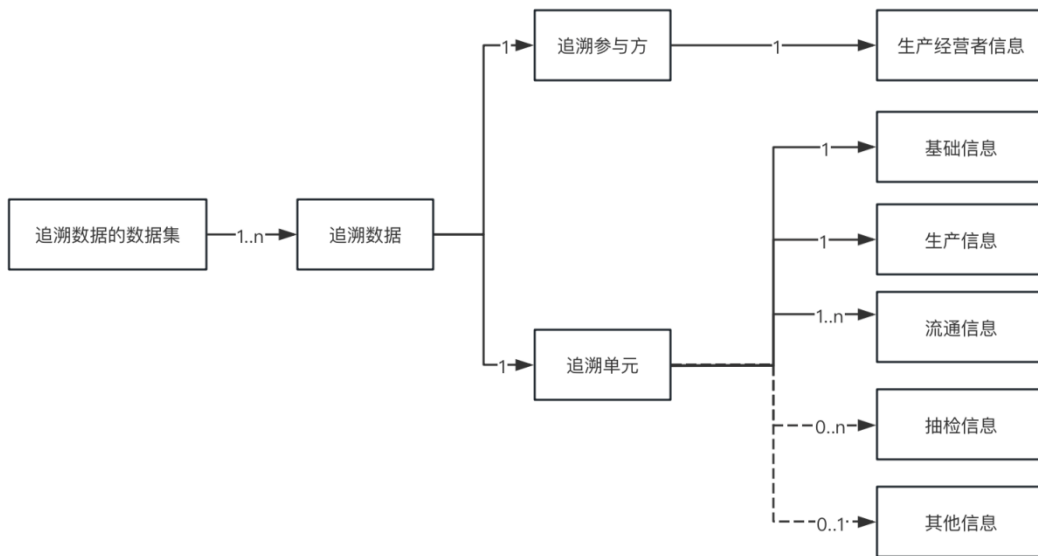 追溯数据的数据集
1..n
追溯数据
1
追溯参与方
1
生产经营者信息
1
追溯单元
1
基础信息
1
生产信息
1..n
流通信息
0..n
抽检信息
0..1
其他信息